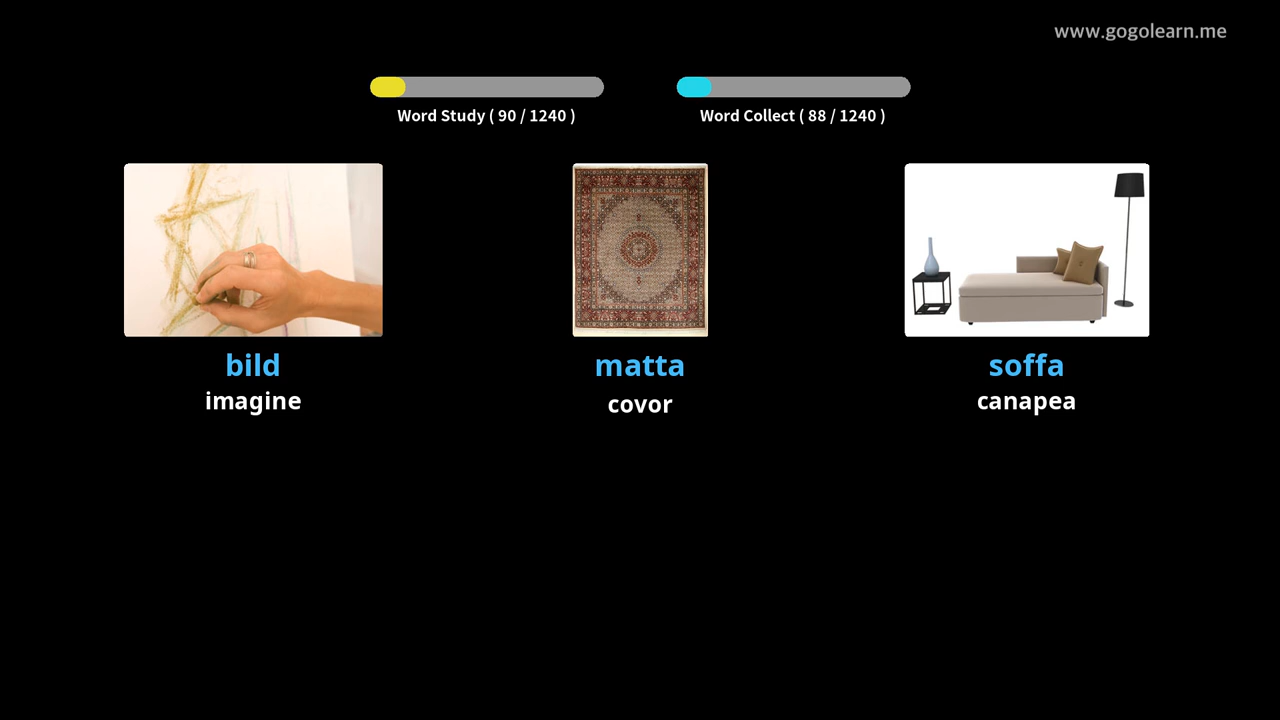 www.gogolearn.me
Word Study ( 90 / 1240 )
Word Collect ( 88 / 1240 )
bild
imagine
matta
covor
soffa
canapea